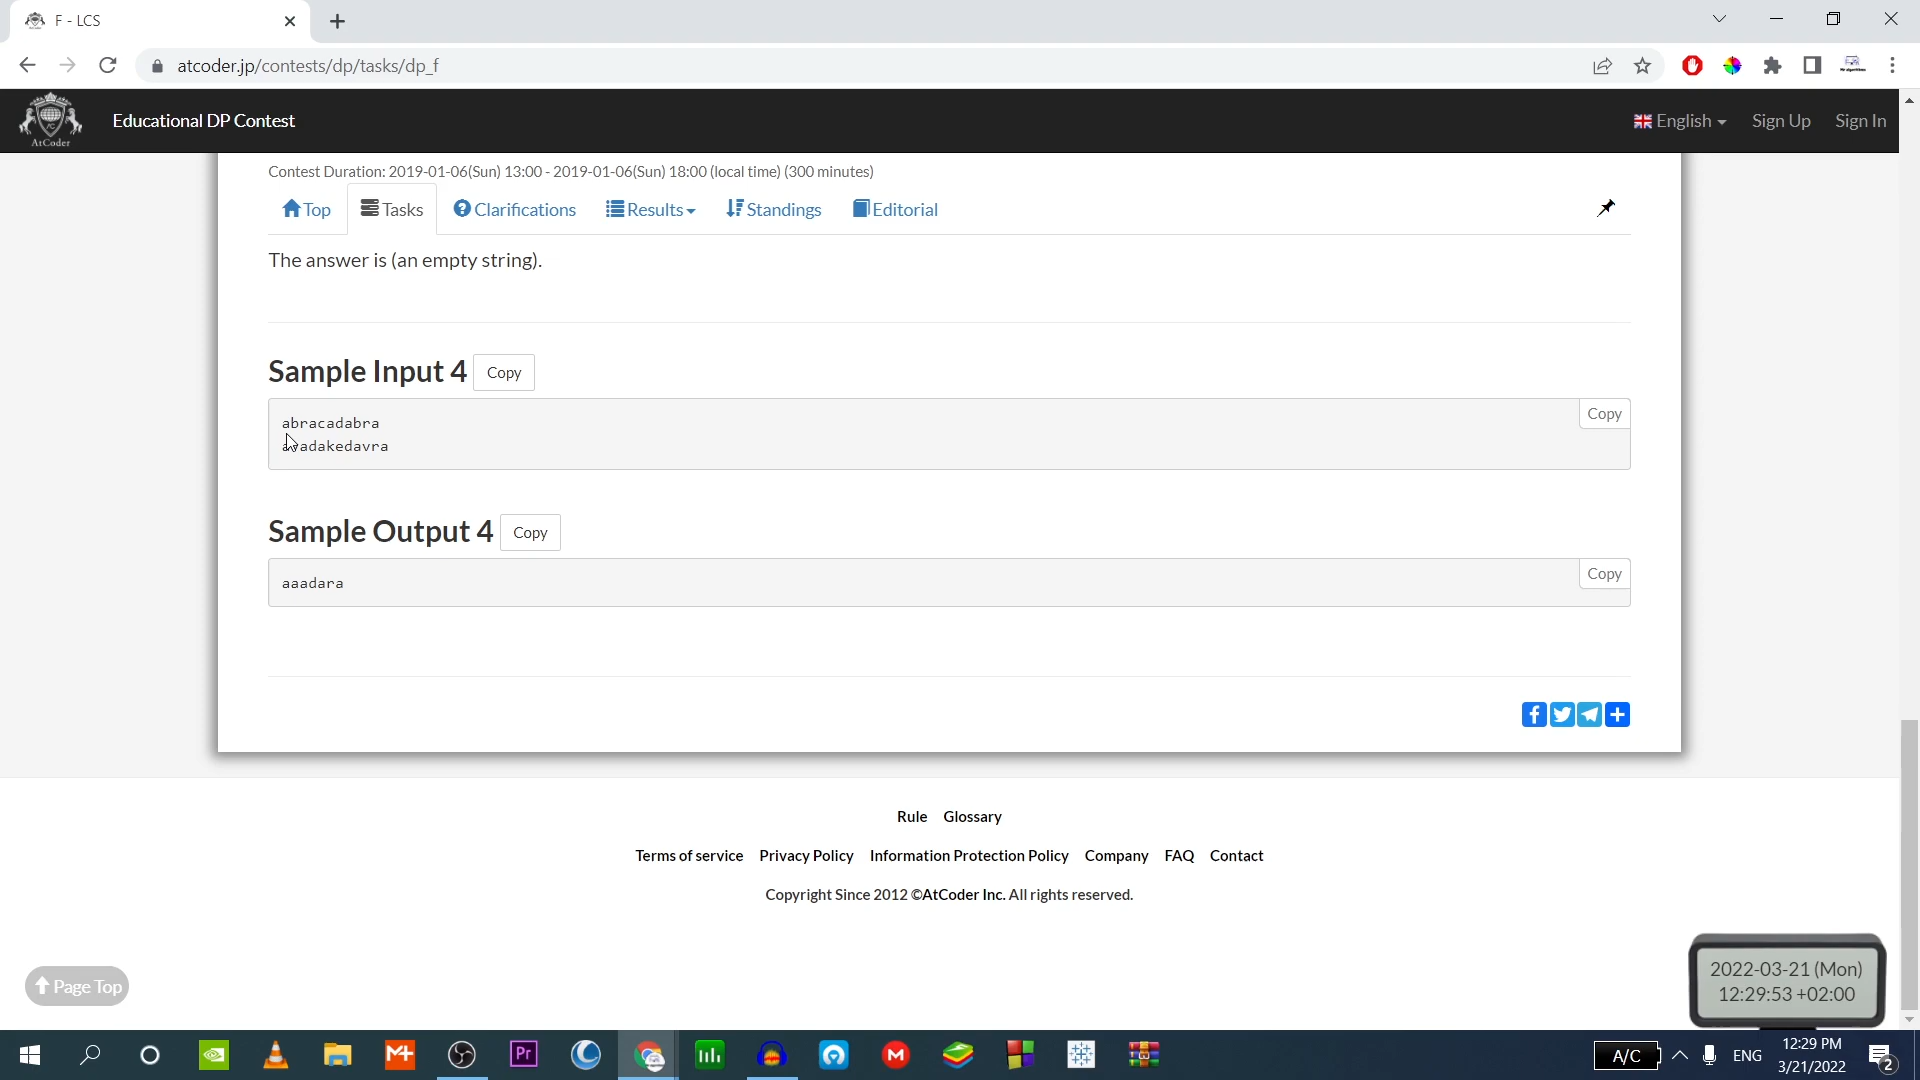 F - LCS
atcoder.jp/contests/dp/tasks/dp_f
AtCoder
Educational DP Contest
English
Sign Up
Sign In
Contest Duration: 2019-01-06(Sun) 13:00 - 2019-01-06(Sun) 18:00 (local time) (300 minutes)
Top
Tasks
Clarifications
Results
Standings
Editorial
The answer is (an empty string).
Sample Input 4
Copy
Copy
abracadabra
avadakedavra
Sample Output 4
Copy
Copy
aaadara
Rule
Glossary
Terms of service
Privacy Policy
Information Protection Policy
Company
FAQ
Contact
Copyright Since 2012 ©AtCoder Inc. All rights reserved.
Page Top
2022-03-21 (Mon)
12:29:53 +02:00
Pr
A/C
ENG
12:29 PM
3/21/2022
2